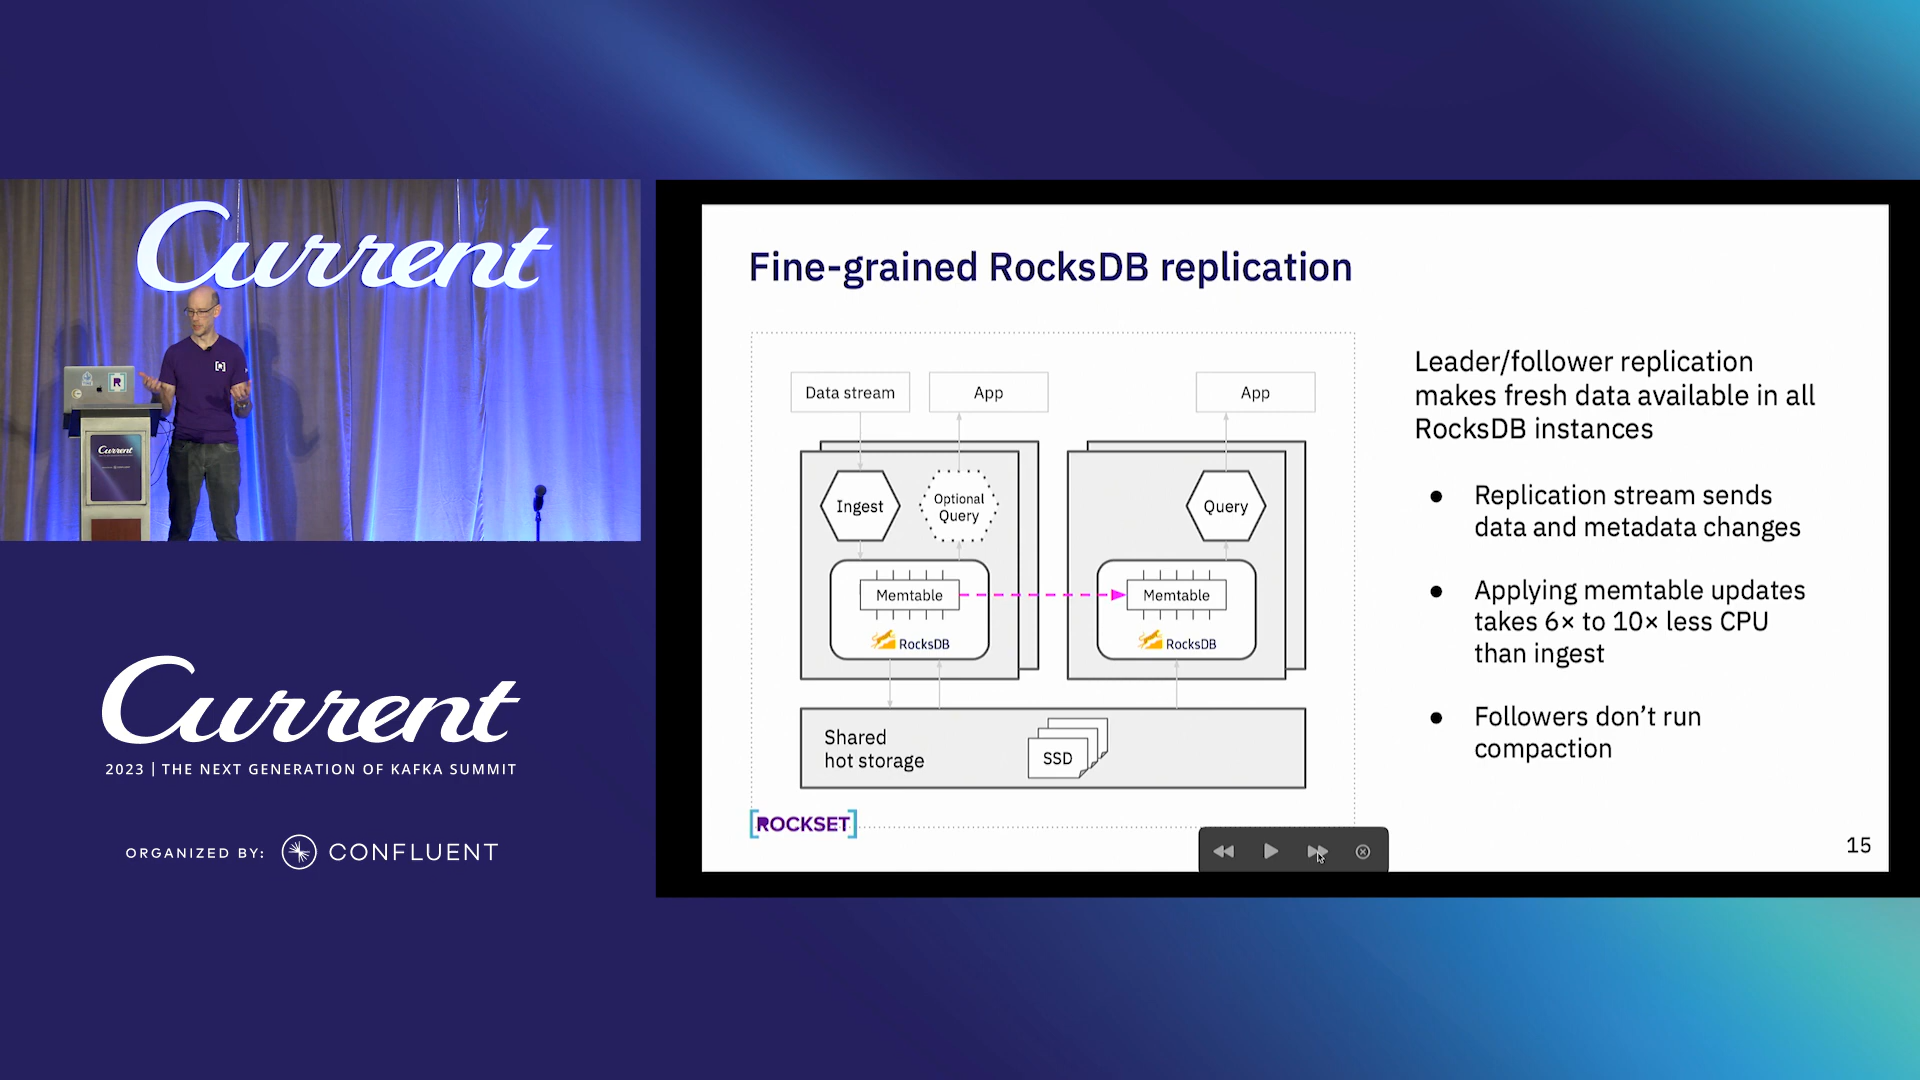 Current
Current
R
Current
2023 | THE NEXT GENERATION OF KAFKA SUMMIT
ORGANIZED BY: CONFLUENT
Fine-grained RocksDB replication
Data stream
App
App
Ingest
Optional
Query
Query
Memtable
Memtable
RocksDB
RocksDB
Shared
hot storage
SSD
Leader/follower replication
makes fresh data available in all
RocksDB instances
● Replication stream sends
data and metadata changes
● Applying memtable updates
takes 6× to 10× less CPU
than ingest
● Followers don’t run
compaction
[ROCKSET]
15